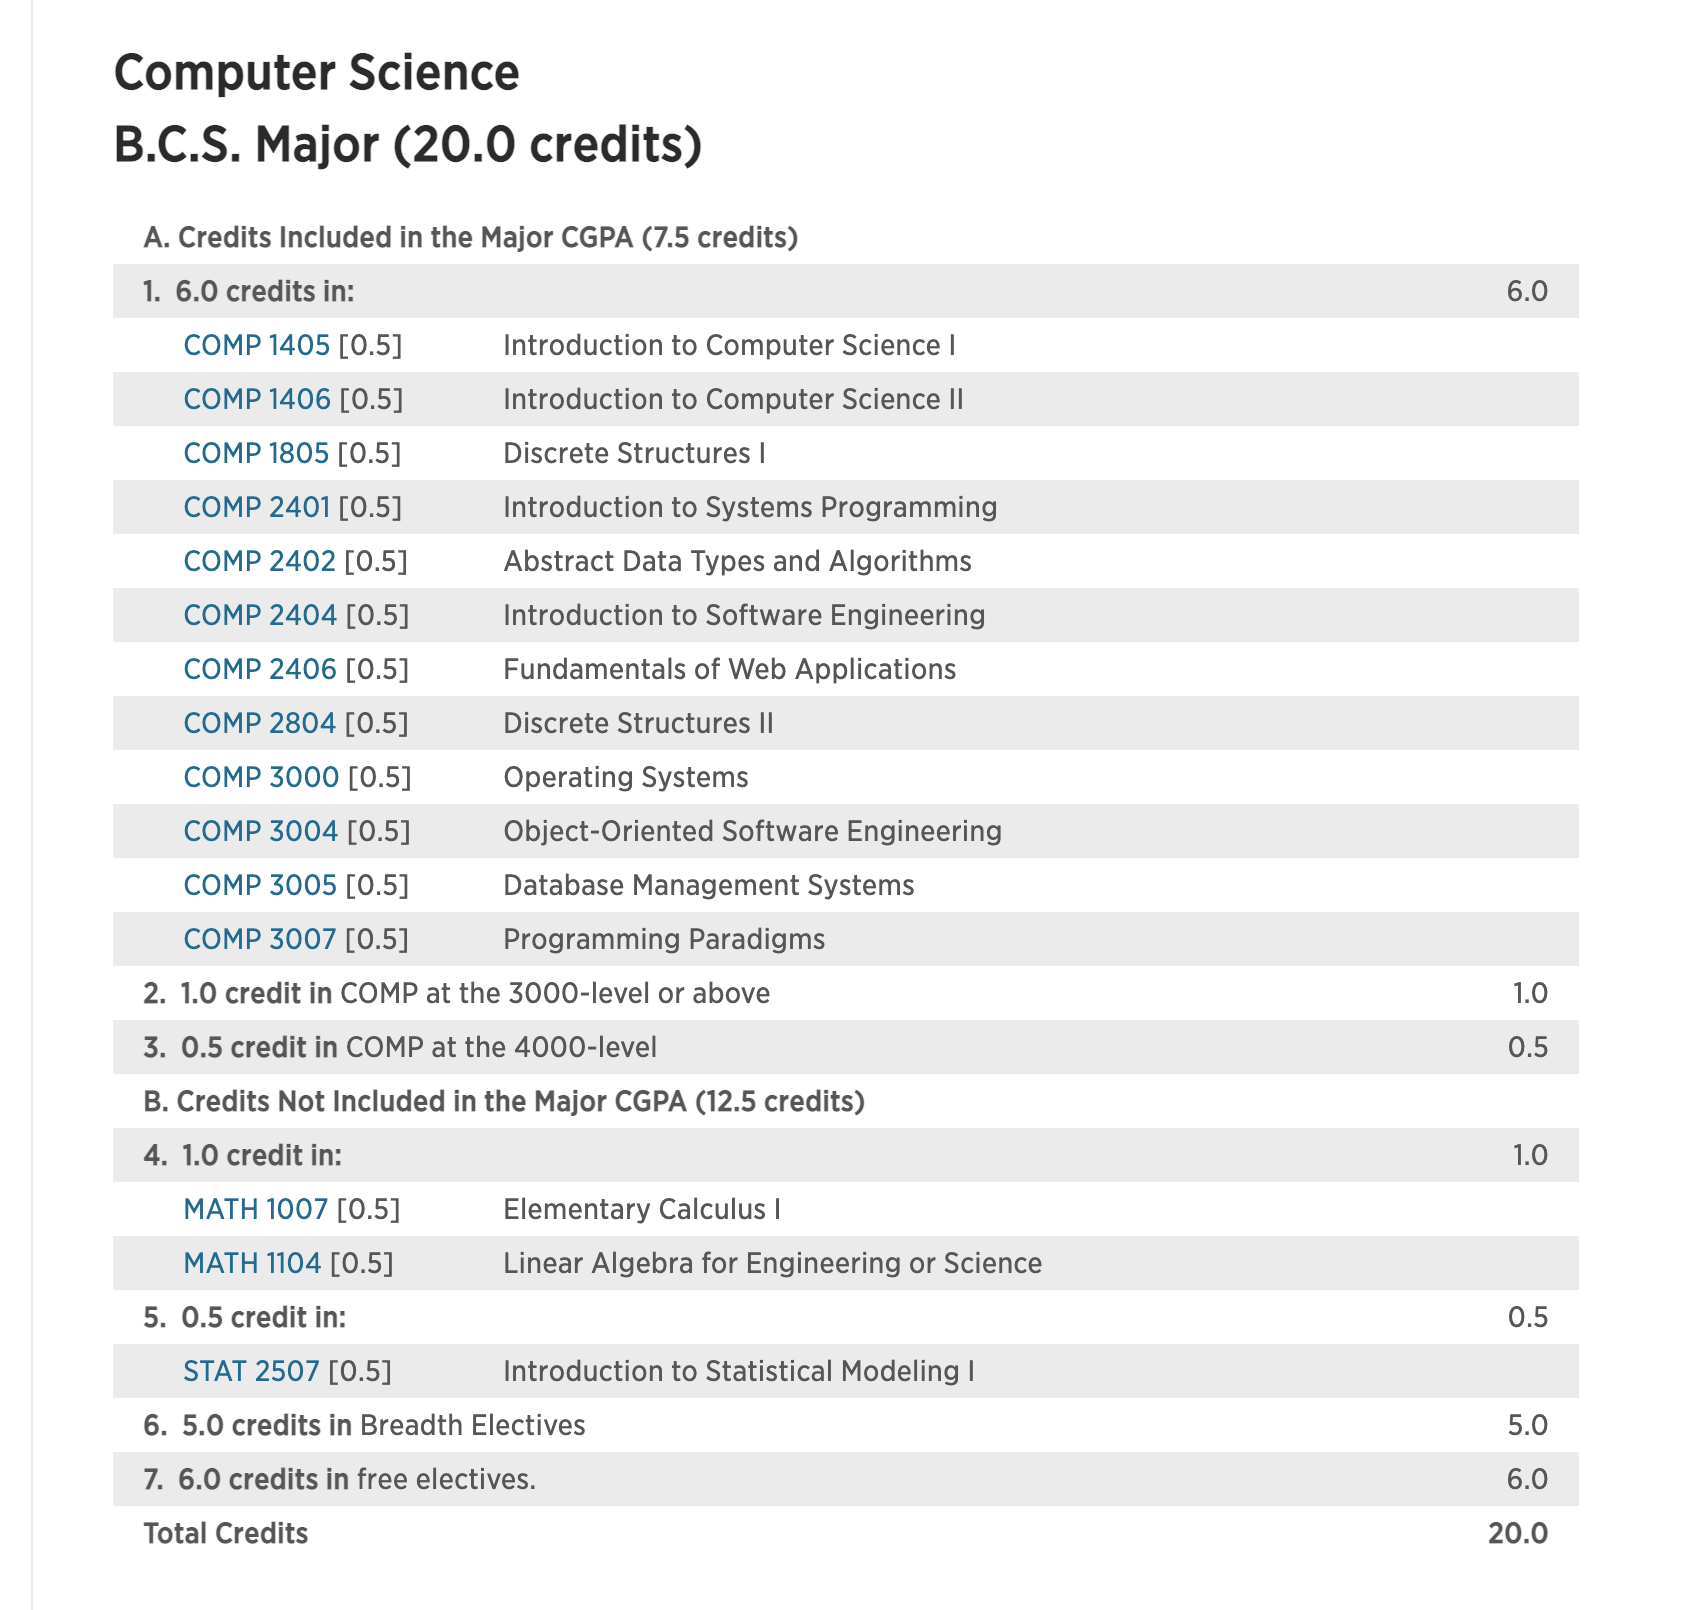 Computer Science
B.C.S. Major (20.0 credits)
A. Credits Included in the Major CGPA (7.5 credits)
1. 6.0 credits in: 6.0
COMP 1405 [0.5] Introduction to Computer Science I
COMP 1406 [0.5] Introduction to Computer Science II
COMP 1805 [0.5] Discrete Structures I
COMP 2401 [0.5] Introduction to Systems Programming
COMP 2402 [0.5] Abstract Data Types and Algorithms
COMP 2404 [0.5] Introduction to Software Engineering
COMP 2406 [0.5] Fundamentals of Web Applications
COMP 2804 [0.5] Discrete Structures II
COMP 3000 [0.5] Operating Systems
COMP 3004 [0.5] Object-Oriented Software Engineering
COMP 3005 [0.5] Database Management Systems
COMP 3007 [0.5] Programming Paradigms
2. 1.0 credit in COMP at the 3000-level or above 1.0
3. 0.5 credit in COMP at the 4000-level 0.5
B. Credits Not Included in the Major CGPA (12.5 credits)
4. 1.0 credit in: 1.0
MATH 1007 [0.5] Elementary Calculus I
MATH 1104 [0.5] Linear Algebra for Engineering or Science
5. 0.5 credit in: 0.5
STAT 2507 [0.5] Introduction to Statistical Modeling I
6. 5.0 credits in Breadth Electives 5.0
7. 6.0 credits in free electives. 6.0
Total Credits 20.0